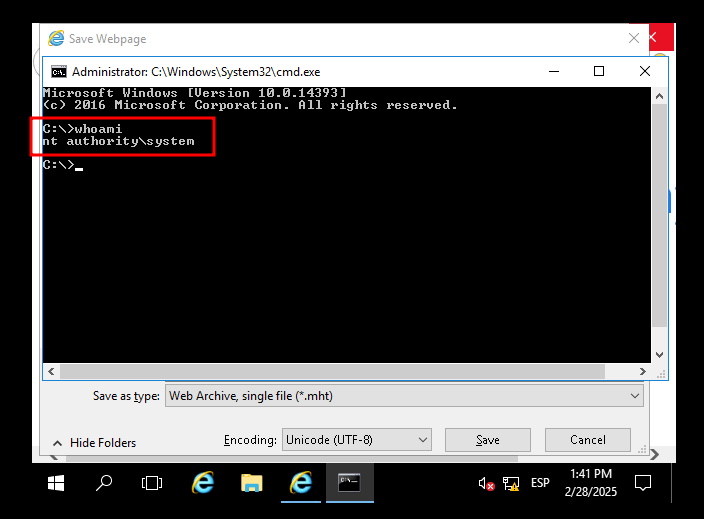 Save Webpage
Administrator: C:\Windows\System32\cmd.exe
Microsoft Windows [Version 10.0.14393]
(c) 2016 Microsoft Corporation. All rights reserved.
C:\>whoami
nt authority\system
C:\>
Save as type: Web Archive, single file (*.mht)
Hide Folders Encoding: Unicode (UTF-8) Save Cancel
ESP 1:41 PM
2/28/2025